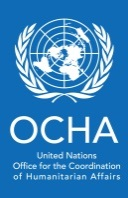 OCHA
United Nations
Office for the Coordination
of Humanitarian Affairs